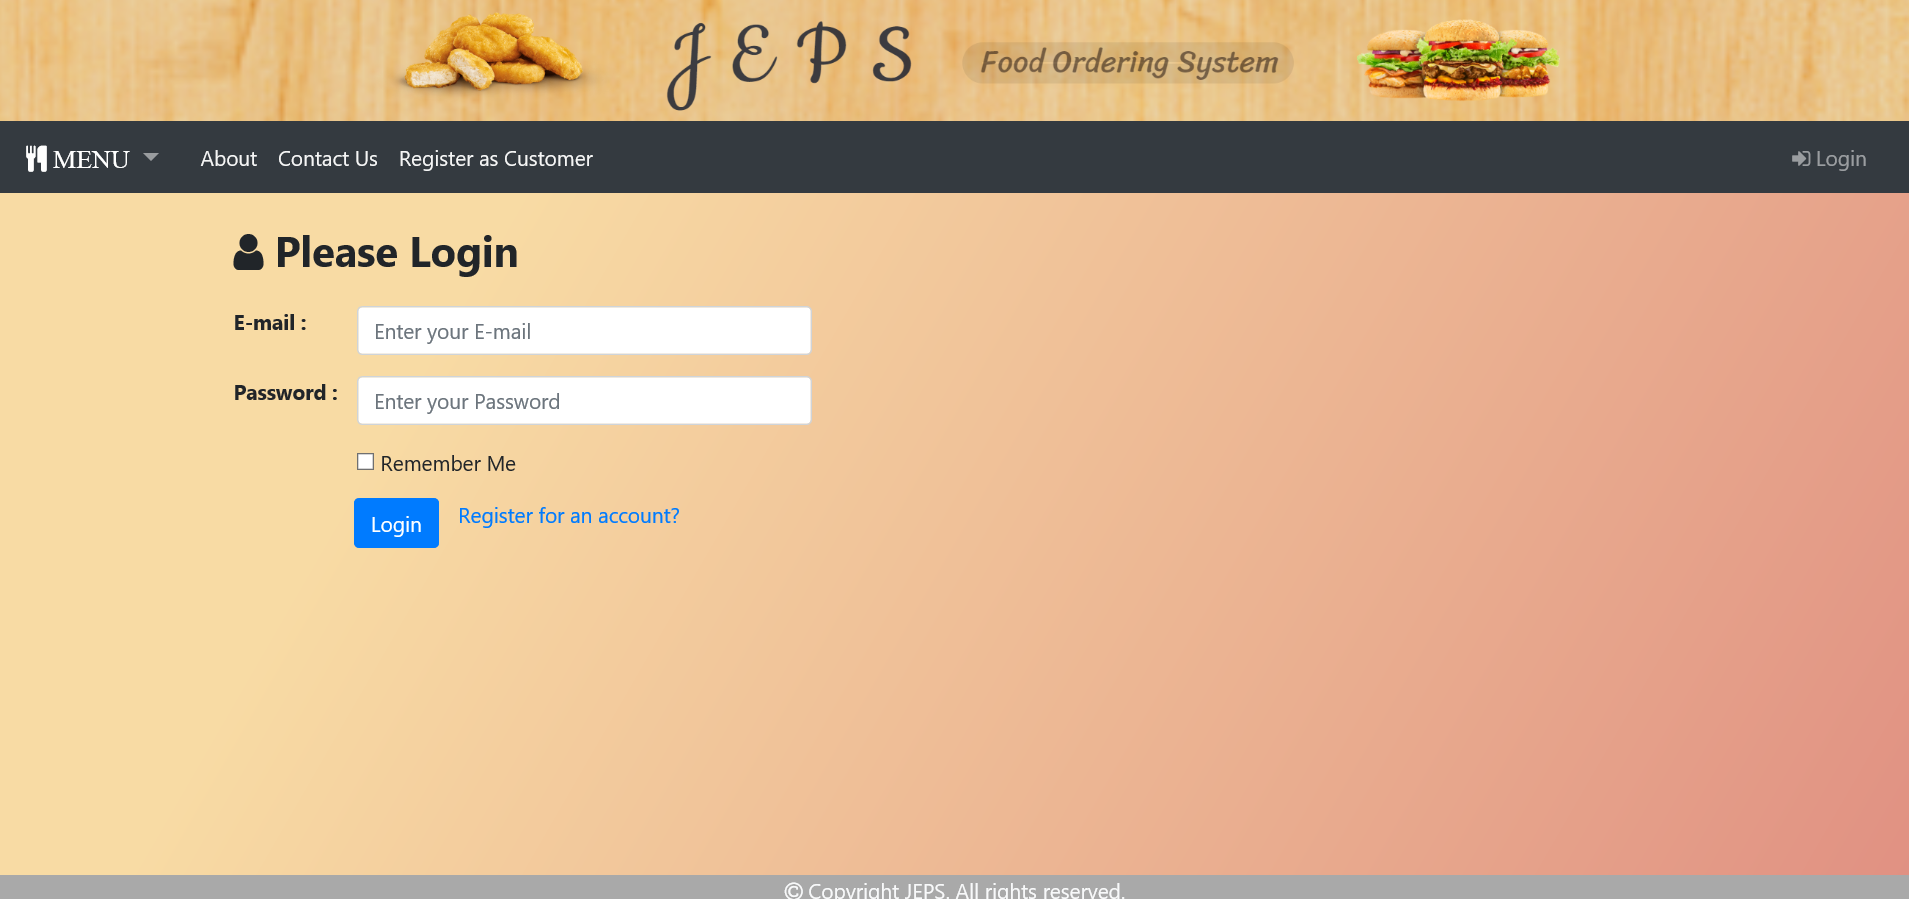 J E P S Food Ordering System
MENU About Contact Us Register as Customer Login
Please Login
E-mail : Enter your E-mail
Password : Enter your Password
Remember Me
Login Register for an account?
© Copyright JEPS. All rights reserved.